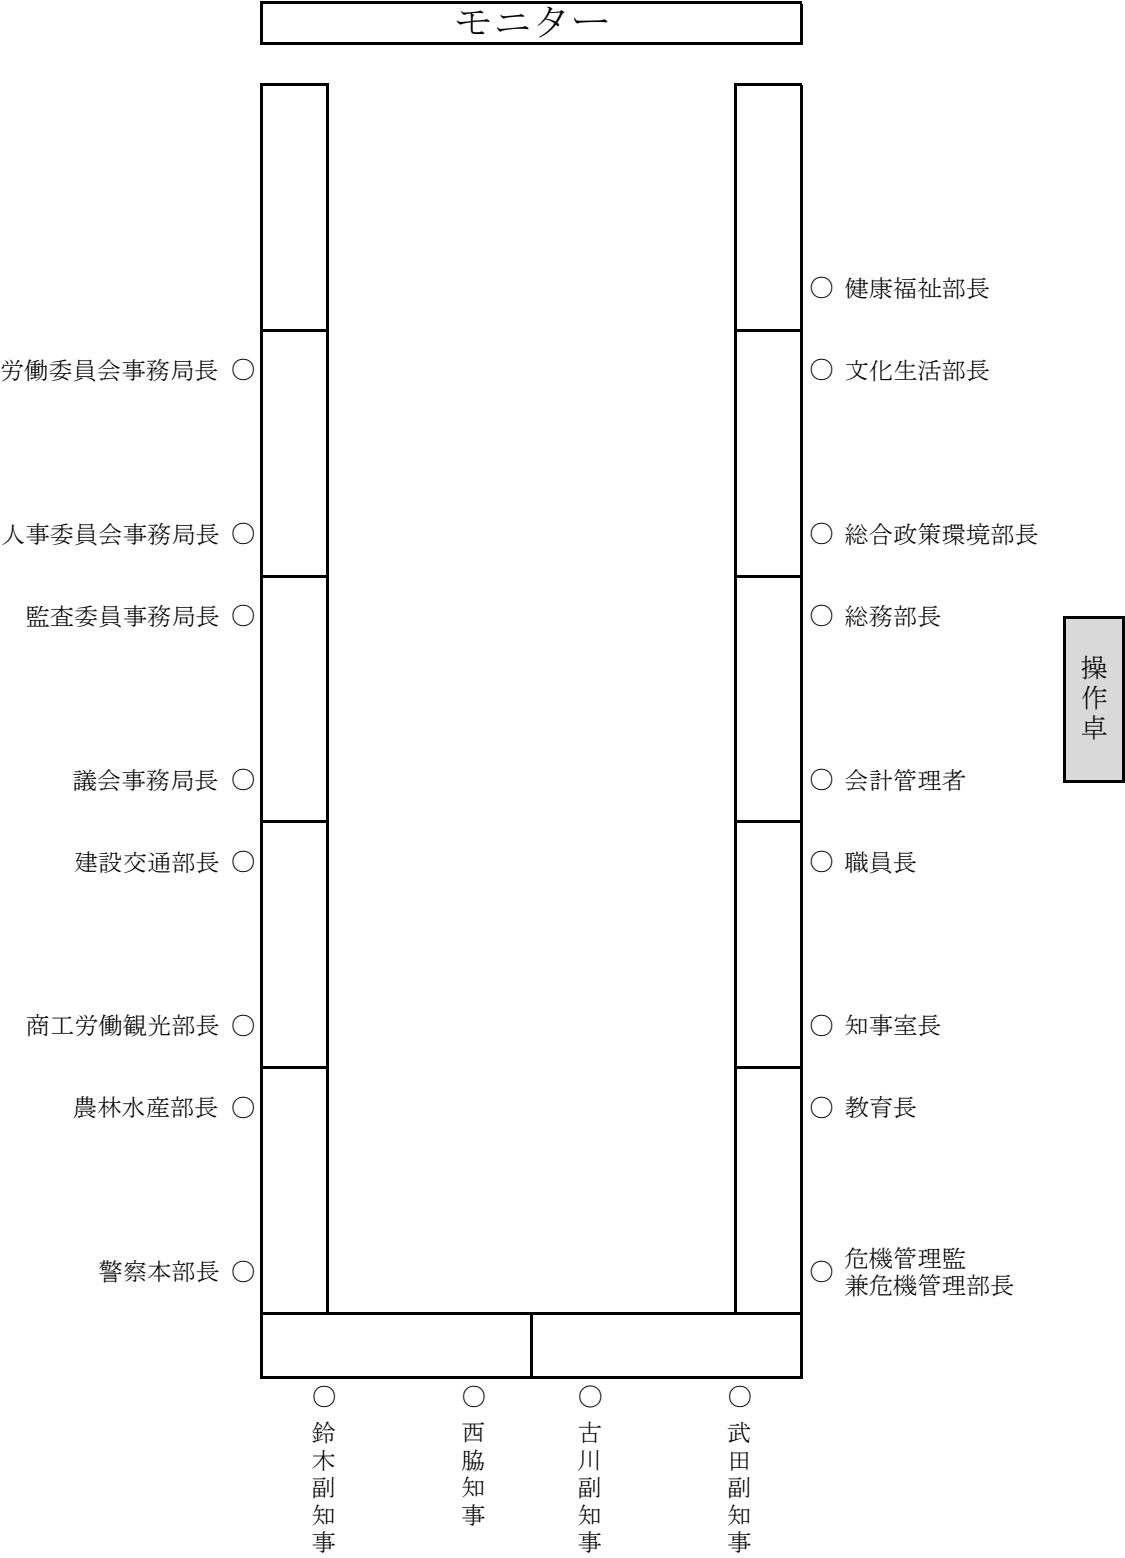 モニター
○ 健康福祉部長
労働委員会事務局長 ○
○ 文化生活部長
人事委員会事務局長 ○
○ 総合政策環境部長
監査委員事務局長 ○
○ 総務部長
操作卓
議会事務局長 ○
○ 会計管理者
建設交通部長 ○
○ 職員長
商工労働観光部長 ○
○ 知事室長
農林水産部長 ○
○ 教育長
警察本部長 ○
○ 危機管理監
兼危機管理部長
○ 鈴木副知事
○ 西脇知事
○ 古川副知事
○ 武田副知事